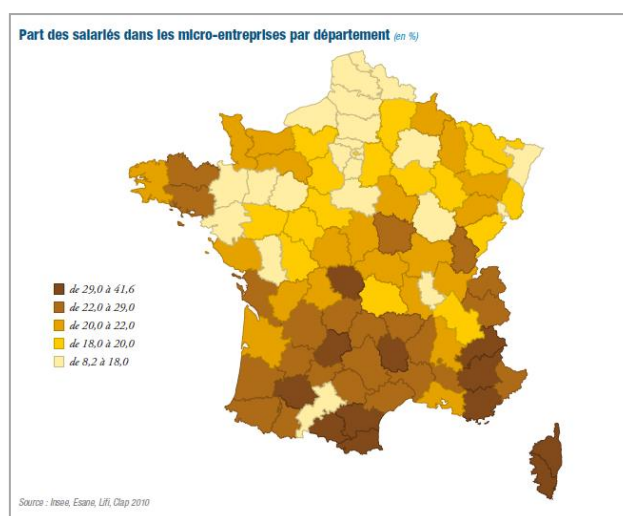 Part des salariés dans les micro-entreprises par département (en %)
de 29,0 à 41,6
de 22,0 à 29,0
de 20,0 à 22,0
de 18,0 à 20,0
de 8,2 à 18,0
Source : Insee, Esane, Lifi, Clap 2010